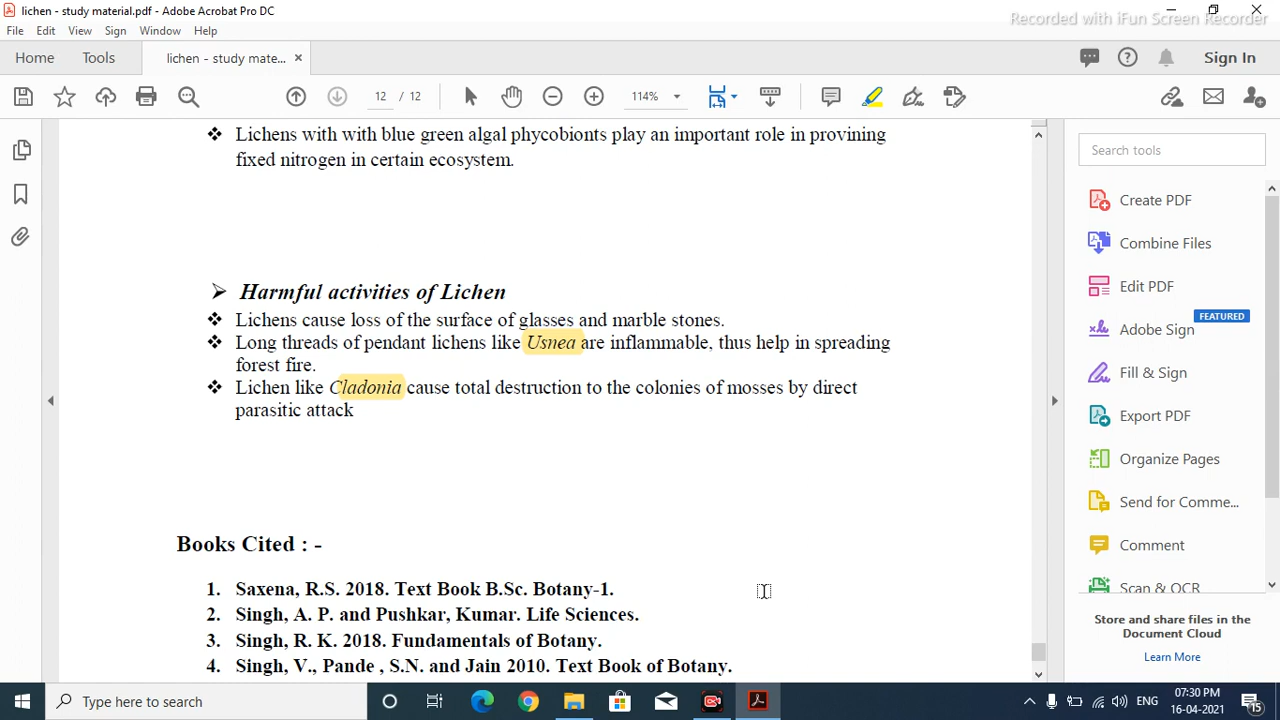 lichen - study material.pdf - Adobe Acrobat Pro DC
Recorded with iFun Screen Recorder
File Edit View Sign Window Help
Home Tools lichen - study mate... × Sign In
12 / 12 114%
❖ Lichens with with blue green algal phycobionts play an important role in provining
fixed nitrogen in certain ecosystem.
➢ Harmful activities of Lichen
❖ Lichens cause loss of the surface of glasses and marble stones.
❖ Long threads of pendant lichens like Usnea are inflammable, thus help in spreading
forest fire.
❖ Lichen like Cladonia cause total destruction to the colonies of mosses by direct
parasitic attack
Books Cited : -
1. Saxena, R.S. 2018. Text Book B.Sc. Botany-1.
2. Singh, A. P. and Pushkar, Kumar. Life Sciences.
3. Singh, R. K. 2018. Fundamentals of Botany.
4. Singh, V., Pande , S.N. and Jain 2010. Text Book of Botany.
Search tools
Create PDF
Combine Files
Edit PDF
FEATURED
Adobe Sign
Fill & Sign
Export PDF
Organize Pages
Send for Comme...
Comment
Scan & OCR
Store and share files in the
Document Cloud
Learn More
Type here to search
ENG
07:30 PM
16-04-2021
15